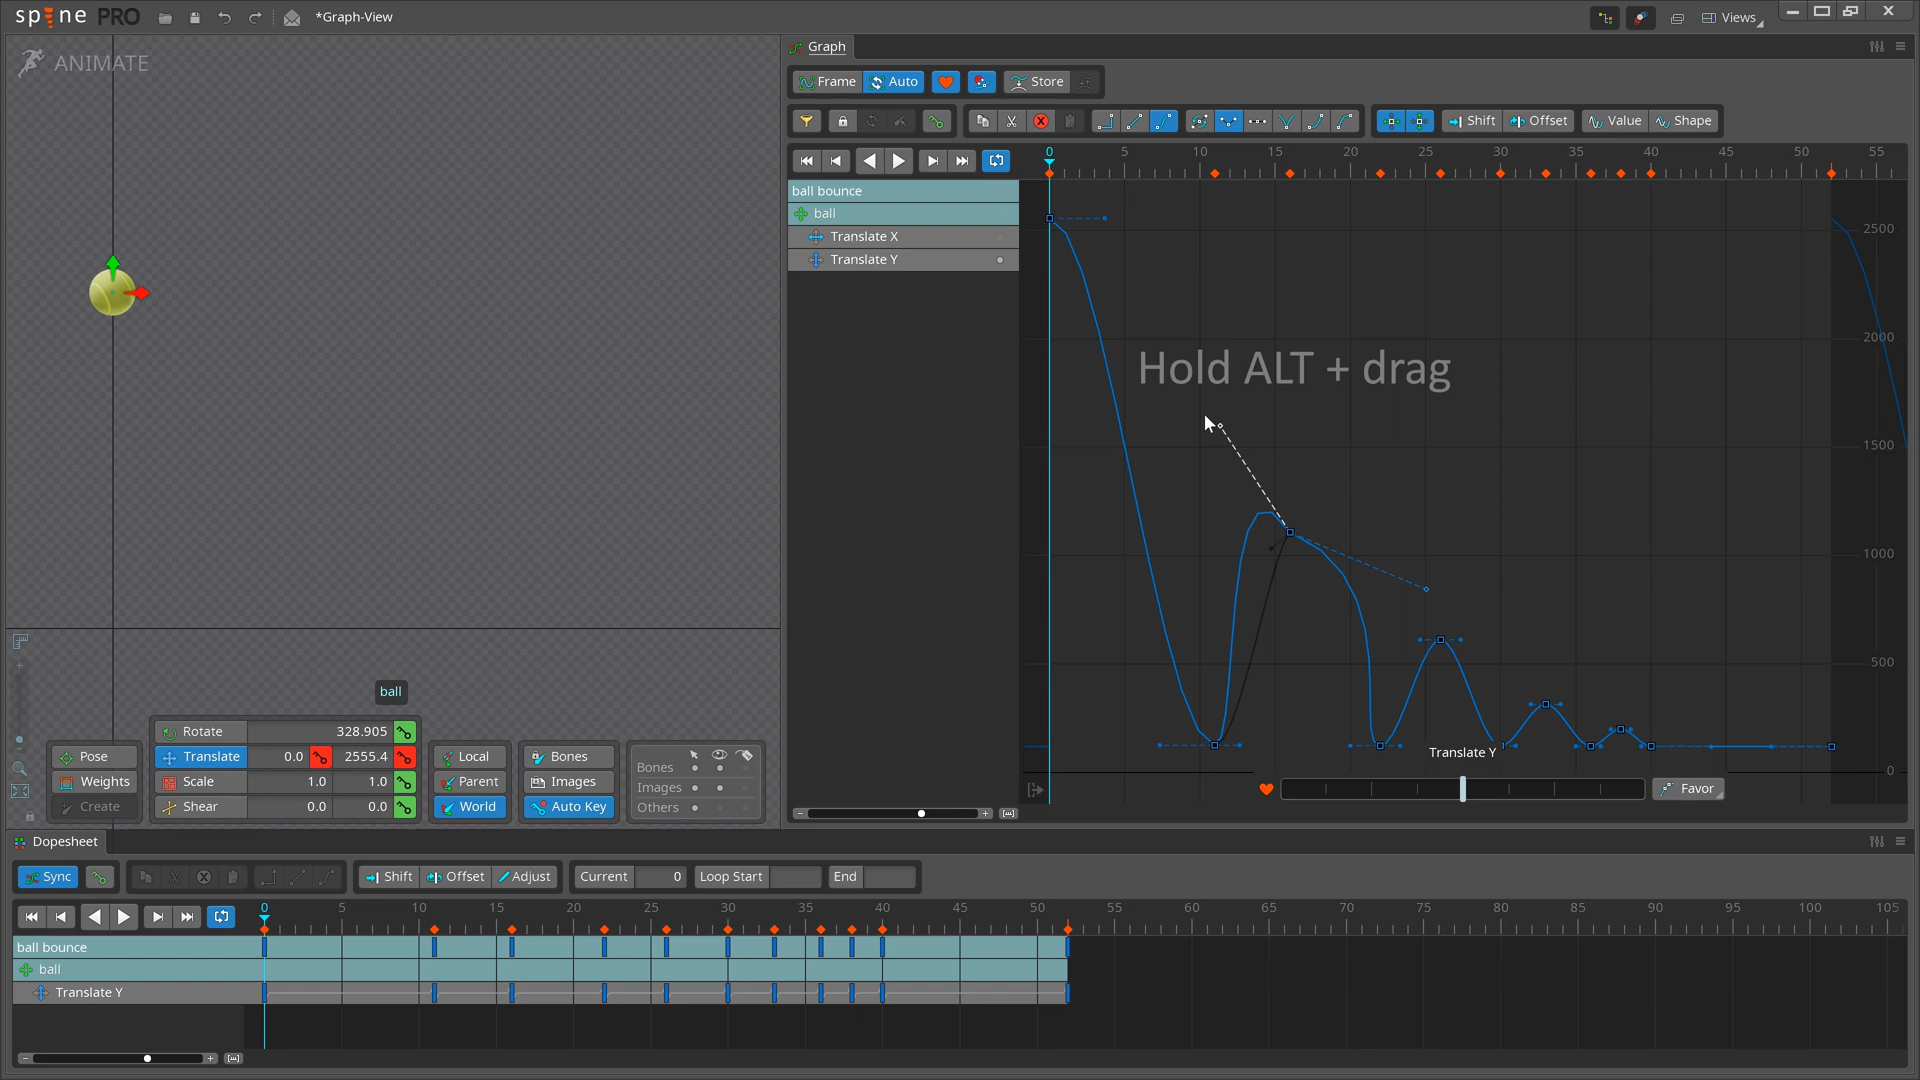 spine PRO
*Graph-View
Views
ANIMATE
Graph
Frame
Auto
Store
Shift
Offset
Value
Shape
0 5 10 15 20 25 30 35 40 45 50 55
ball bounce
ball
Translate X
Translate Y
2500
2000
1500
1000
500
0
Hold ALT + drag
Translate Y
Favor
ball
Pose
Weights
Create
Rotate 328.905
Translate 0.0 2555.4
Scale 1.0 1.0
Shear 0.0 0.0
Local
Parent
World
Bones
Images
Auto Key
Bones
Images
Others
Dopesheet
Sync
Shift
Offset
Adjust
Current 0
Loop Start
End
0 5 10 15 20 25 30 35 40 45 50 55 60 65 70 75 80 85 90 95 100 105
ball bounce
ball
Translate Y